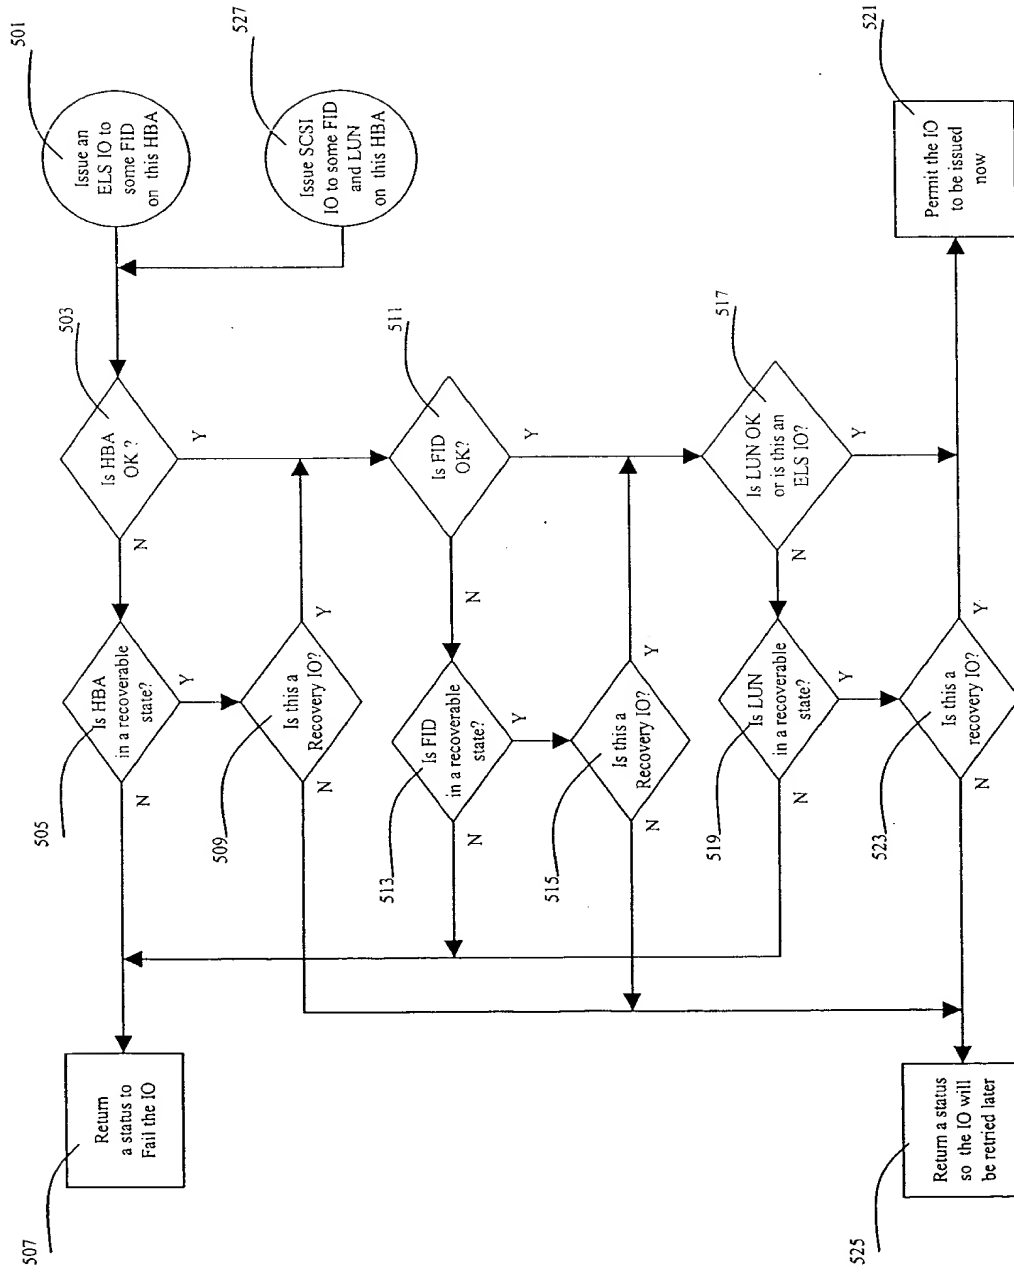 501
Issue an
ELS IO to
some FID
on this HBA
527
Issue SCSI
IO to some FID
and LUN
on this HBA
503
Is HBA
OK ?
Y
N
505
Is HBA
in a recoverable
state?
Y
N
509
Is this a
Recovery IO?
Y
N
507
Return
a status to
Fail the IO
511
Is FID
OK?
Y
N
513
Is FID
in a recoverable
state?
Y
N
515
Is this a
Recovery IO?
Y
N
517
Is LUN OK
or is this an
ELS IO?
Y
N
519
Is LUN
in a recoverable
state?
Y
N
521
Permit the IO
to be issued
now
523
Is this a
recovery IO?
Y
N
525
Return a status
so the IO will
be retried later